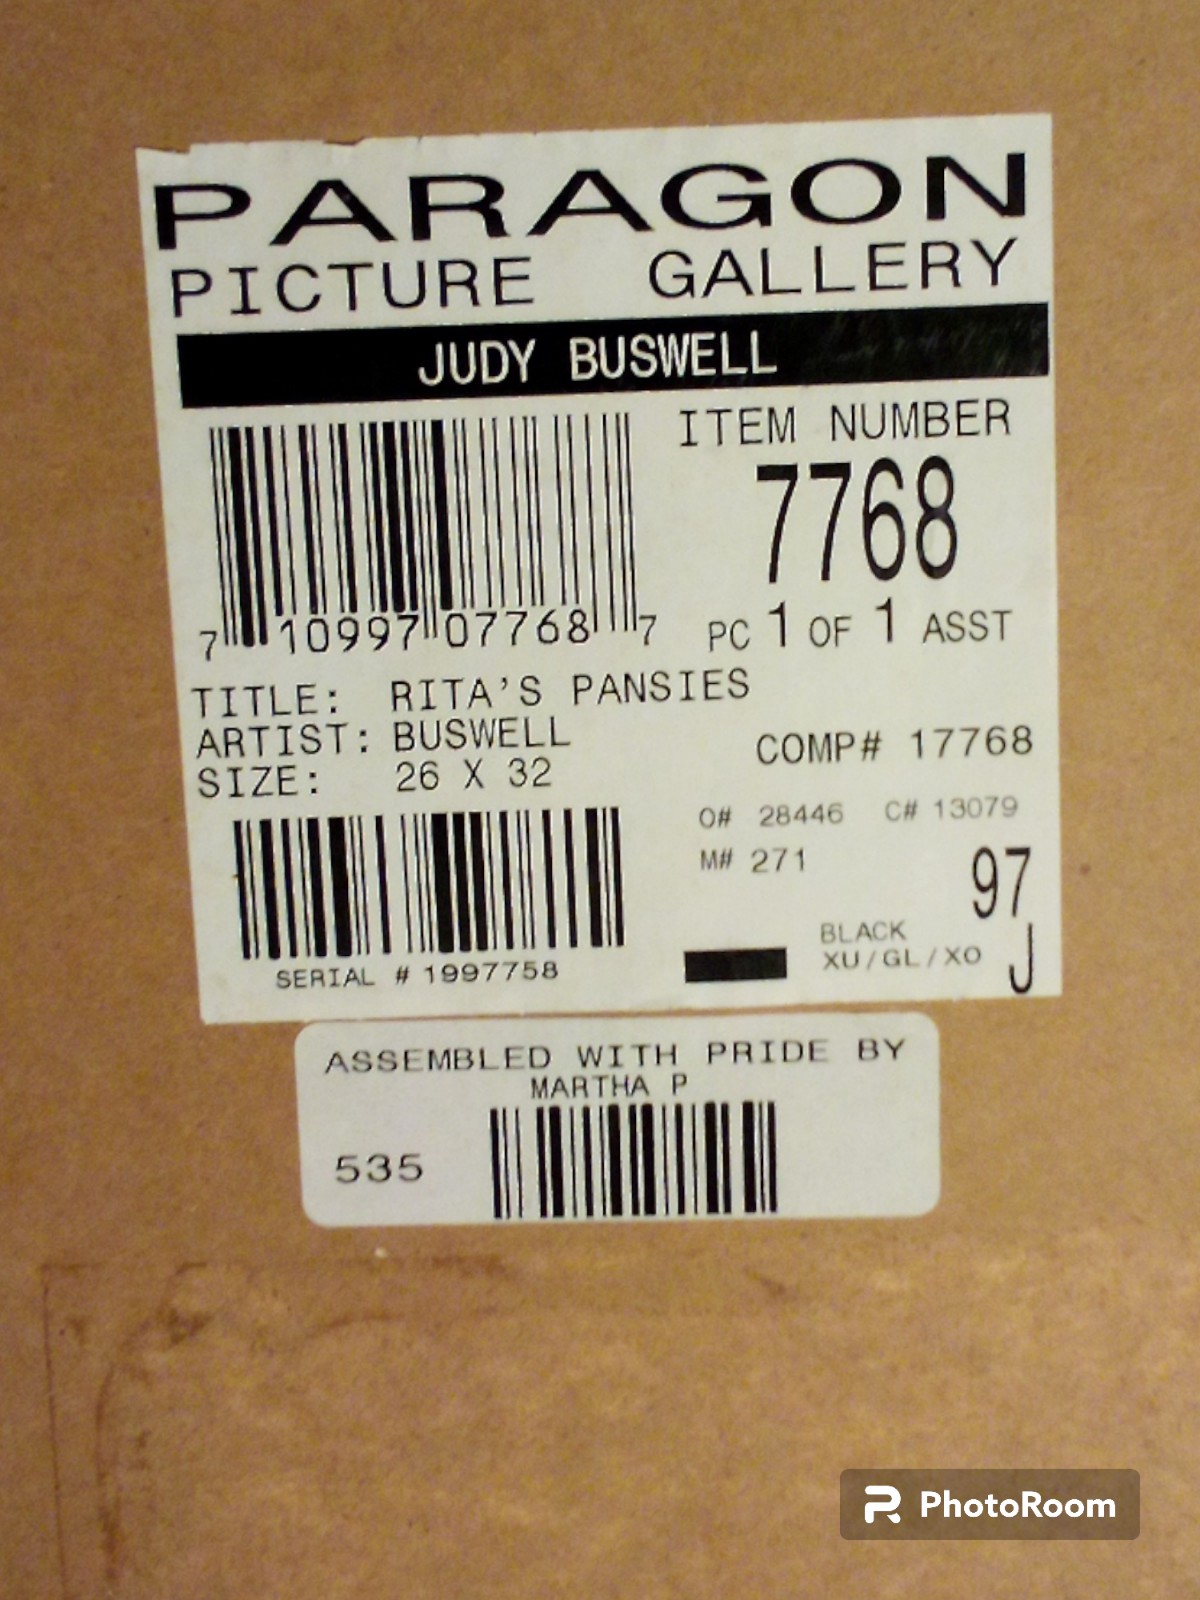 PARAGON
PICTURE GALLERY
JUDY BUSWELL
ITEM NUMBER
7768
7 10997 07768 7
PC 1 OF 1 ASST
TITLE: RITA'S PANSIES
ARTIST: BUSWELL
SIZE: 26 X 32
COMP# 17768
O# 28446 C# 13079
M# 271
97
BLACK
XU/GL/XO
J
SERIAL # 1997758
ASSEMBLED WITH PRIDE BY
MARTHA P
535
PhotoRoom